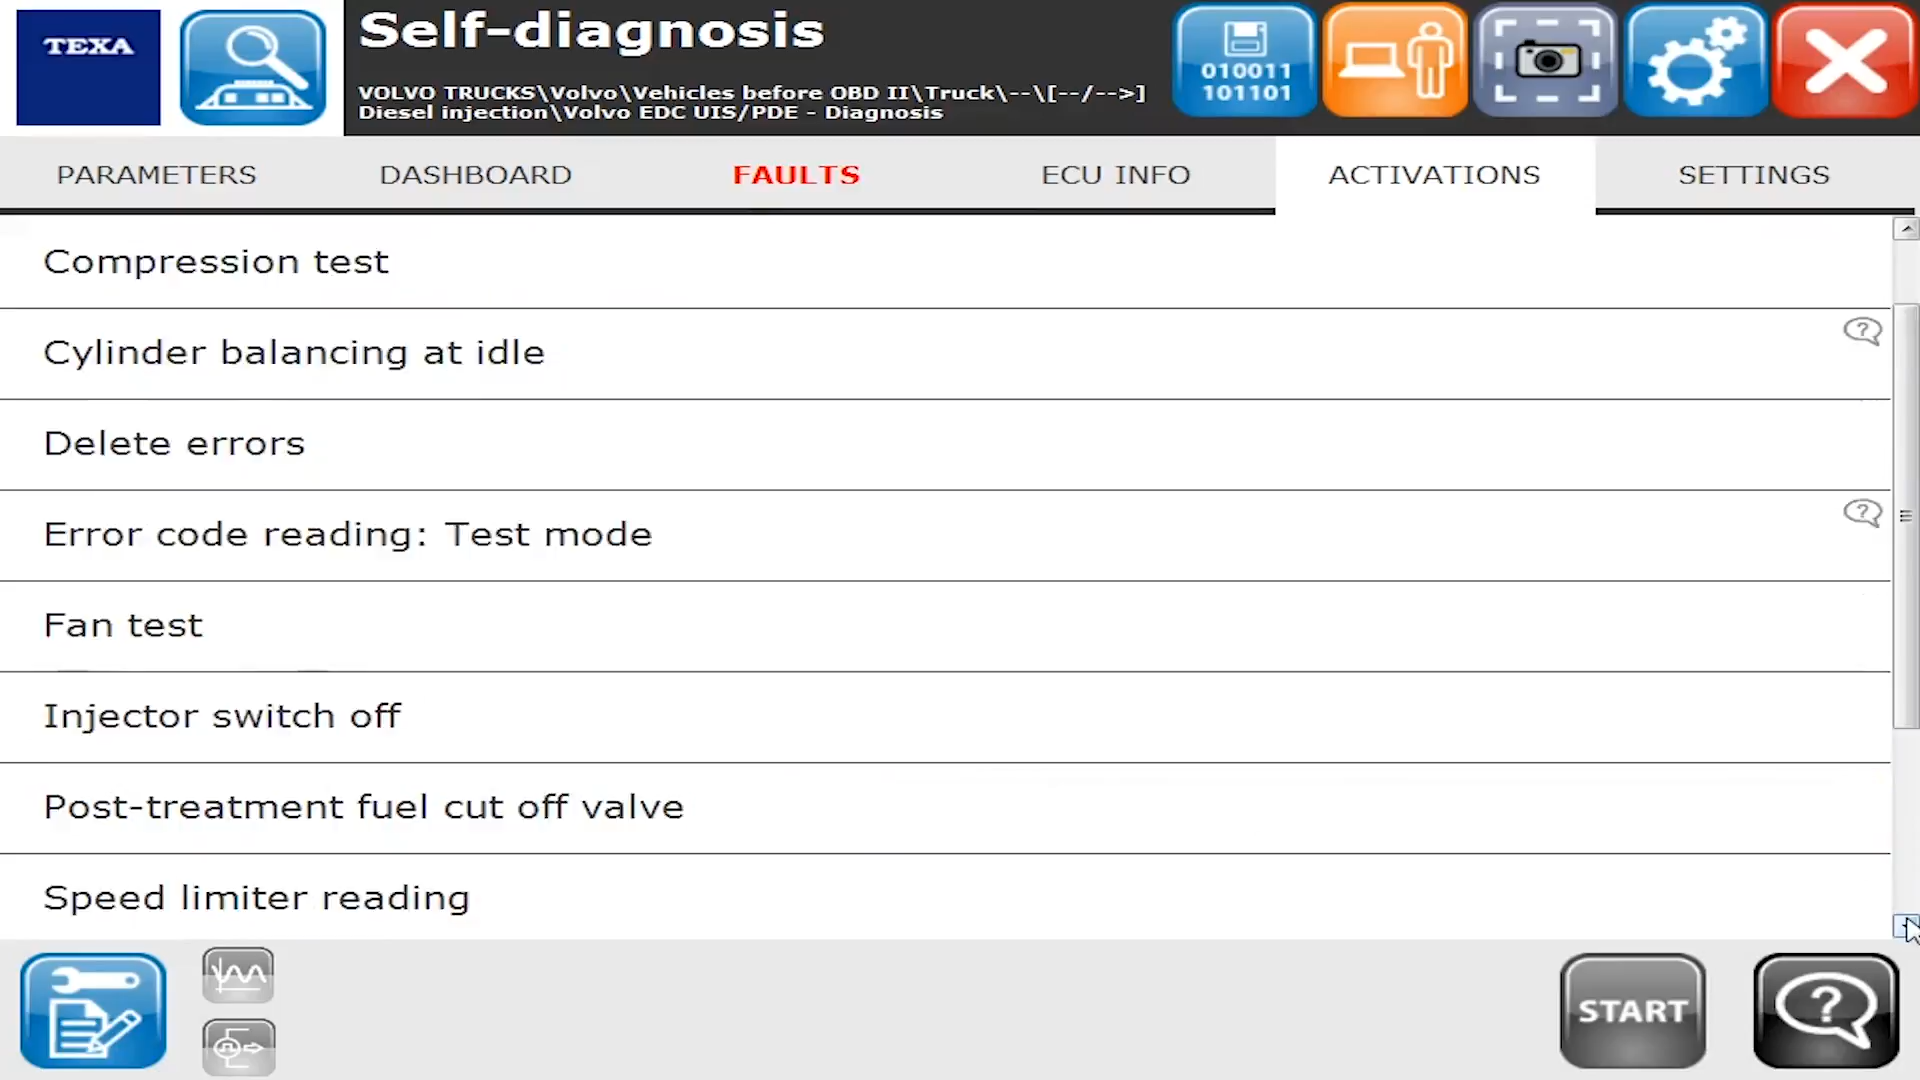 TEXA
Self-diagnosis
VOLVO TRUCKS\Volvo\Vehicles before OBD II\Truck\--\[--/-->]
Diesel injection\Volvo EDC UIS/PDE - Diagnosis
010011
101101
PARAMETERS
DASHBOARD
FAULTS
ECU INFO
ACTIVATIONS
SETTINGS
Compression test
Cylinder balancing at idle
?
Delete errors
Error code reading: Test mode
?
Fan test
Injector switch off
Post-treatment fuel cut off valve
Speed limiter reading
START
?